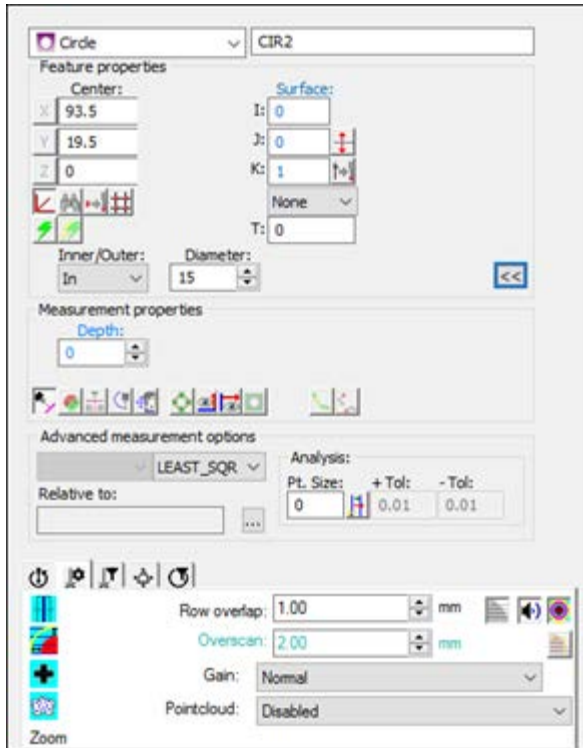 Circle CIR2
Feature properties
Center: Surface:
X 93.5 I: 0
Y 19.5 J: 0
Z 0 K: 1
None
T: 0
Inner/Outer: Diameter:
In 15 <<
Measurement properties
Depth:
0
Advanced measurement options
LEAST_SQR Analysis:
Relative to: Pt. Size: + Tol: - Tol:
... 0 0.01 0.01
Row overlap: 1.00 mm
Overscan: 2.00 mm
Gain: Normal
Pointcloud: Disabled
Zoom